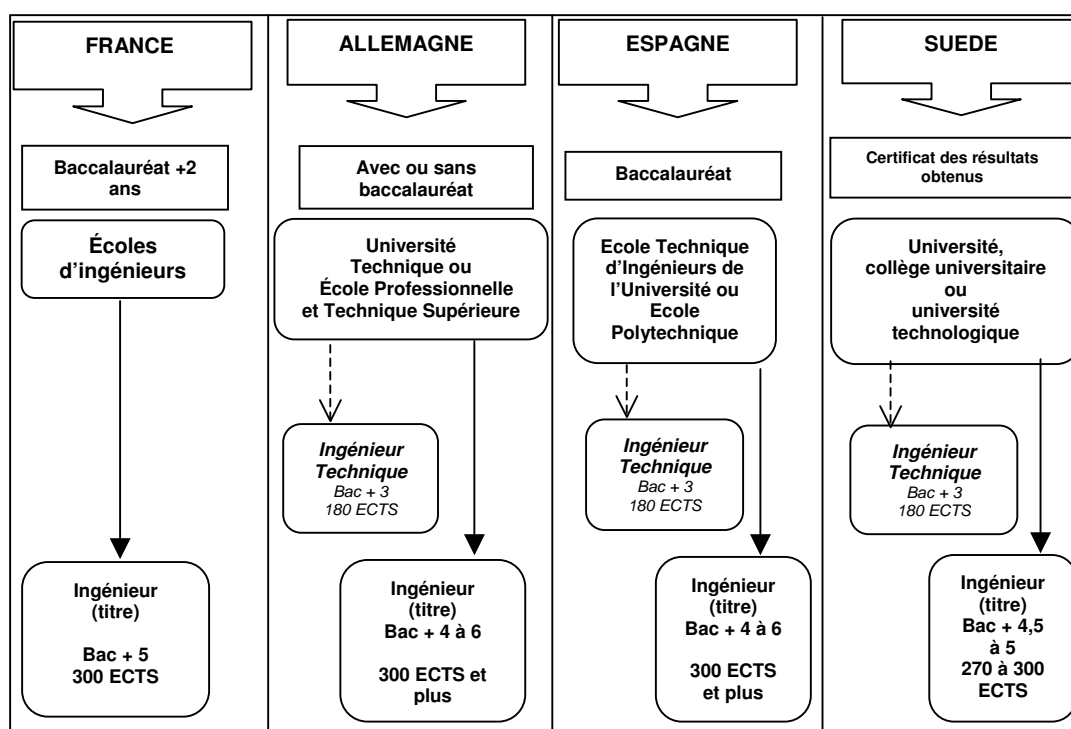 FRANCE
Baccalauréat +2
ans
Écoles
d’ingénieurs
Ingénieur
(titre)
Bac + 5
300 ECTS
ALLEMAGNE
Avec ou sans
baccalauréat
Université
Technique ou
École Professionnelle
et Technique Supérieure
Ingénieur
Technique
Bac + 3
180 ECTS
Ingénieur
(titre)
Bac + 4 à 6
300 ECTS et
plus
ESPAGNE
Baccalauréat
Ecole Technique
d’Ingénieurs de
l’Université ou
Ecole
Polytechnique
Ingénieur
Technique
Bac + 3
180 ECTS
Ingénieur
(titre)
Bac + 4 à 6
300 ECTS
et plus
SUEDE
Certificat des résultats
obtenus
Université,
collège universitaire
ou
université
technologique
Ingénieur
Technique
Bac + 3
180 ECTS
Ingénieur
(titre)
Bac + 4,5
à 5
270 à 300
ECTS